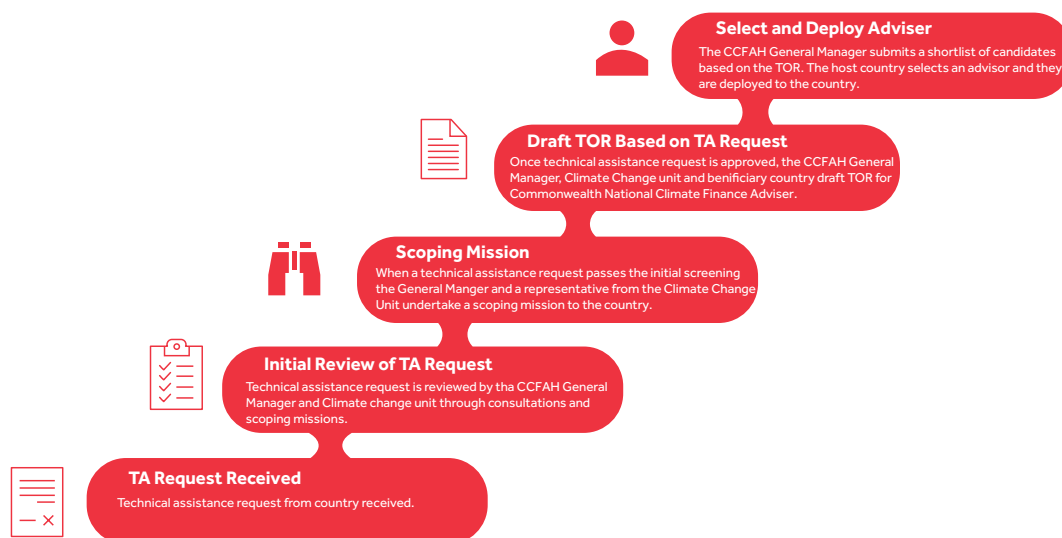 Select and Deploy Adviser
The CCFAH General Manager submits a shortlist of candidates
based on the TOR. The host country selects an advisor and they
are deployed to the country.
Draft TOR Based on TA Request
Once technical assistance request is approved, the CCFAH General
Manager, Climate Change unit and benificiary country draft TOR for
Commonwealth National Climate Finance Adviser.
Scoping Mission
When a technical assistance request passes the initial screening
the General Manger and a representative from the Climate Change
Unit undertake a scoping mission to the country.
Initial Review of TA Request
Technical assistance request is reviewed by tha CCFAH General
Manager and Climate change unit through consultations and
scoping missions.
TA Request Received
Technical assistance request from country received.